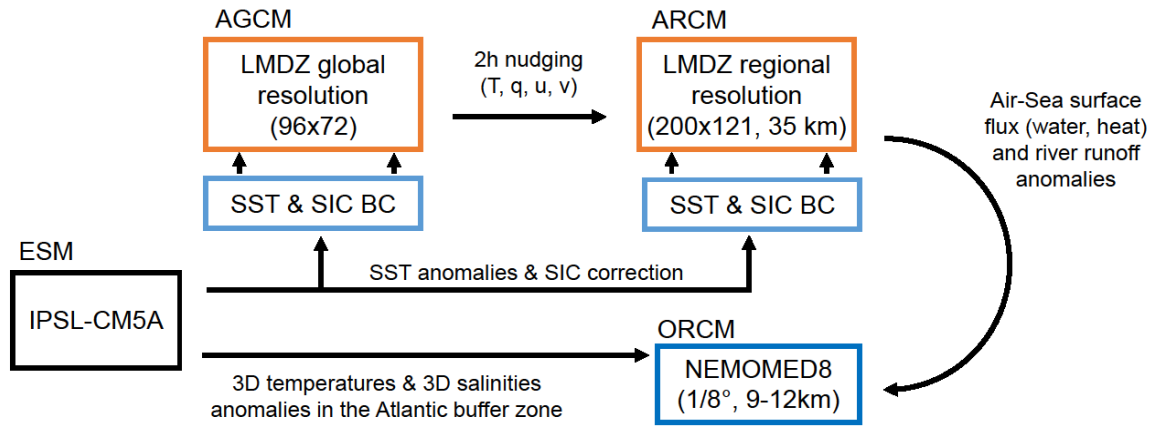 AGCM
LMDZ global
resolution
(96x72)
2h nudging
(T, q, u, v)
ARCM
LMDZ regional
resolution
(200x121, 35 km)
Air-Sea surface
flux (water, heat)
and river runoff
anomalies
SST & SIC BC
SST & SIC BC
ESM
IPSL-CM5A
SST anomalies & SIC correction
3D temperatures & 3D salinities
anomalies in the Atlantic buffer zone
ORCM
NEMOMED8
(1/8°, 9-12km)